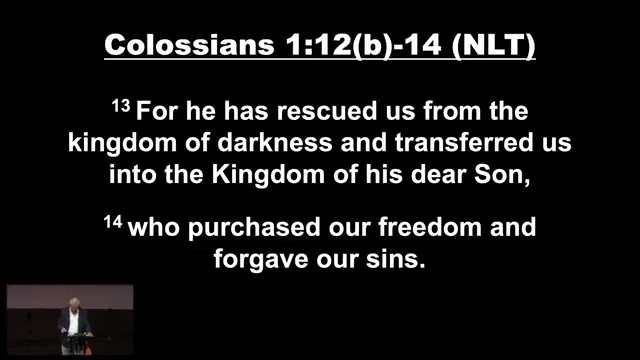 Colossians 1:12(b)-14 (NLT)
13 For he has rescued us from the
kingdom of darkness and transferred us
into the Kingdom of his dear Son,
14 who purchased our freedom and
forgave our sins.